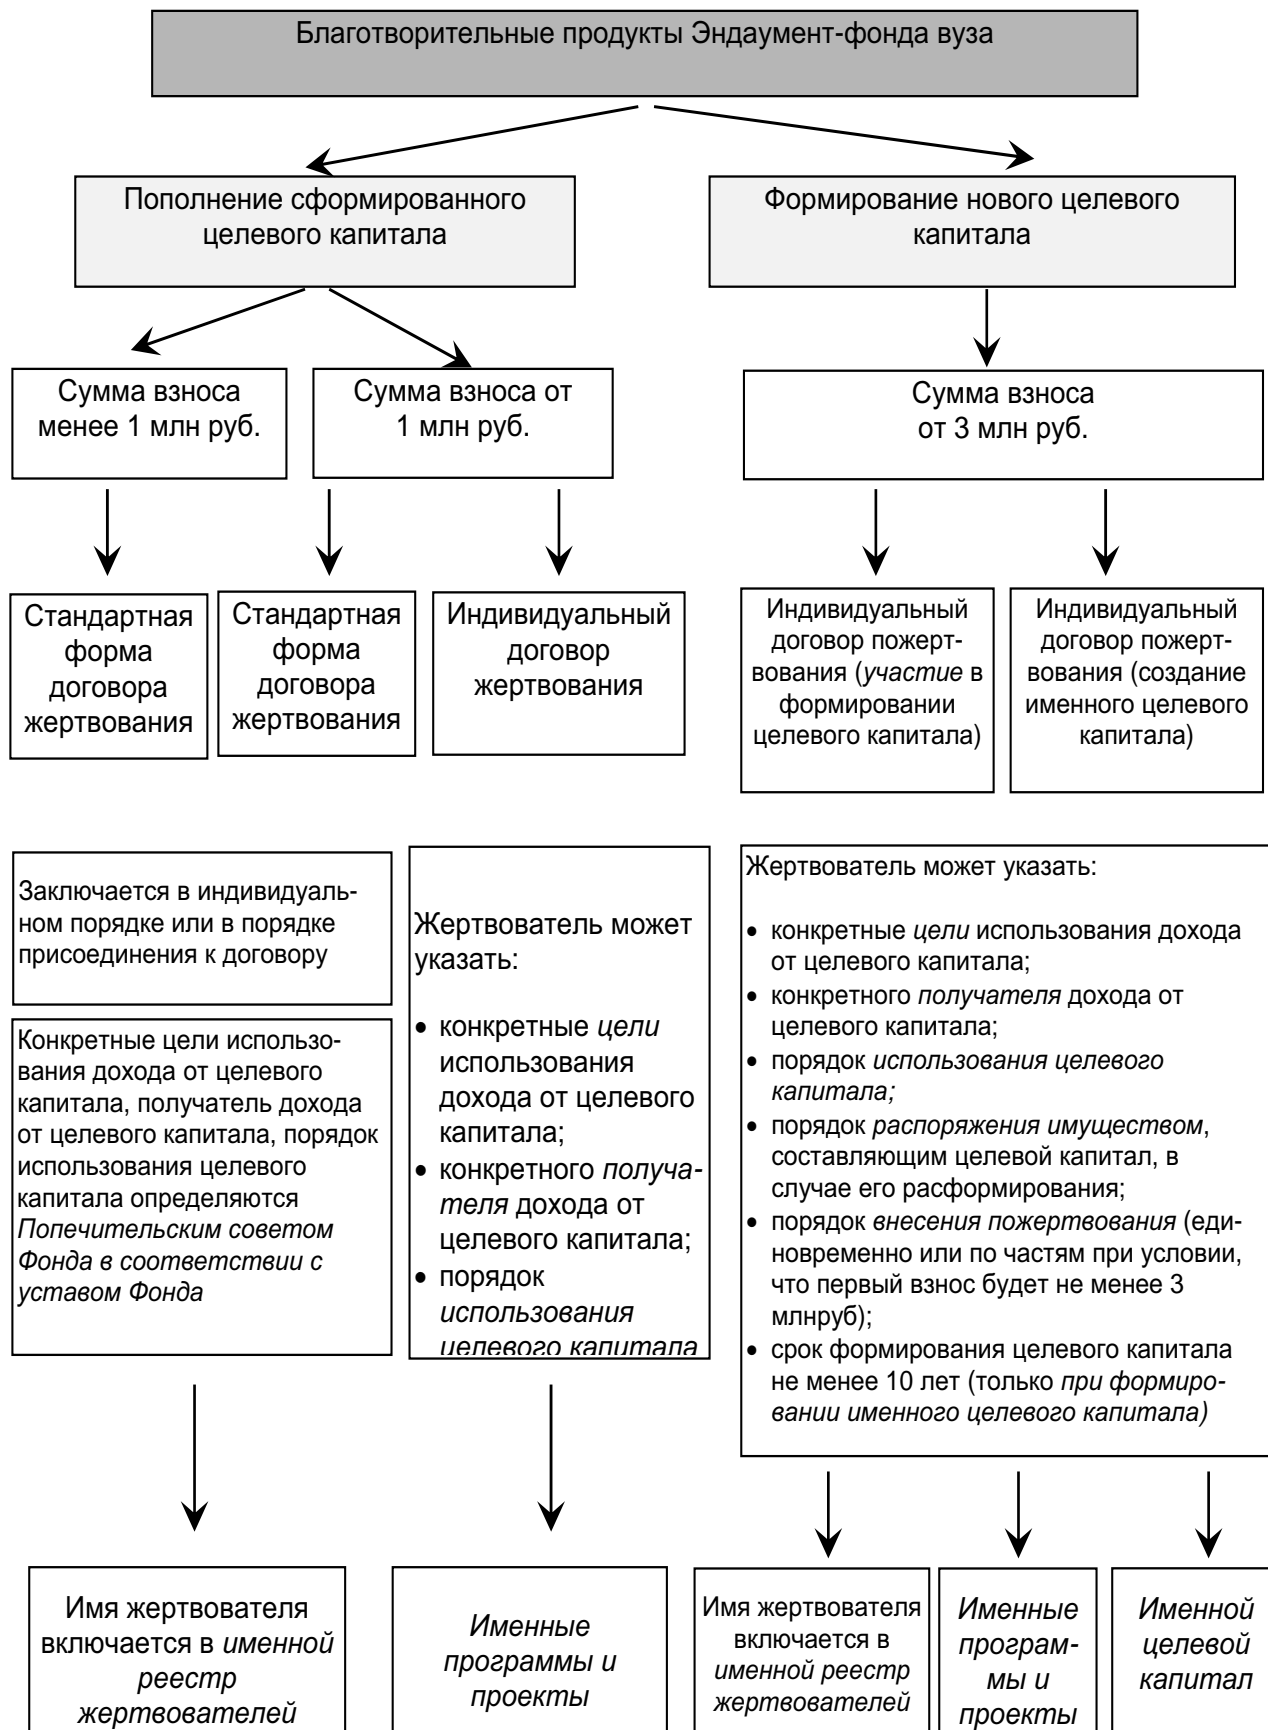 Благотворительные продукты Эндаумент-фонда вуза
Пополнение сформированного
целевого капитала
Формирование нового целевого
капитала
Сумма взноса
менее 1 млн руб.
Сумма взноса от
1 млн руб.
Сумма взноса
от 3 млн руб.
Стандартная
форма
договора
жертвования
Стандартная
форма
договора
жертвования
Индивидуальный
договор
жертвования
Индивидуальный
договор пожерт-
вования (участие в
формировании
целевого капитала)
Индивидуальный
договор пожерт-
вования (создание
именного целевого
капитала)
Заключается в индивидуаль-
ном порядке или в порядке
присоединения к договору
Конкретные цели использо-
вания дохода от целевого
капитала, получатель дохода
от целевого капитала, порядок
использования целевого
капитала определяются
Попечительским советом
Фонда в соответствии с
уставом Фонда
Жертвователь может
указать:
• конкретные цели
использования
дохода от целевого
капитала;
• конкретного получа-
теля дохода от
целевого капитала;
• порядок
использования
целевого капитала
Жертвователь может указать:
• конкретные цели использования дохода
от целевого капитала;
• конкретного получателя дохода от
целевого капитала;
• порядок использования целевого
капитала;
• порядок распоряжения имуществом,
составляющим целевой капитал, в
случае его расформирования;
• порядок внесения пожертвования (еди-
новременно или по частям при условии,
что первый взнос будет не менее 3
млнруб);
• срок формирования целевого капитала
не менее 10 лет (только при формиро-
вании именного целевого капитала)
Имя жертвователя
включается в именной
реестр
жертвователей
Именные
программы и
проекты
Имя жертвователя
включается в
именной реестр
жертвователей
Именные
програм-
мы и
проекты
Именной
целевой
капитал